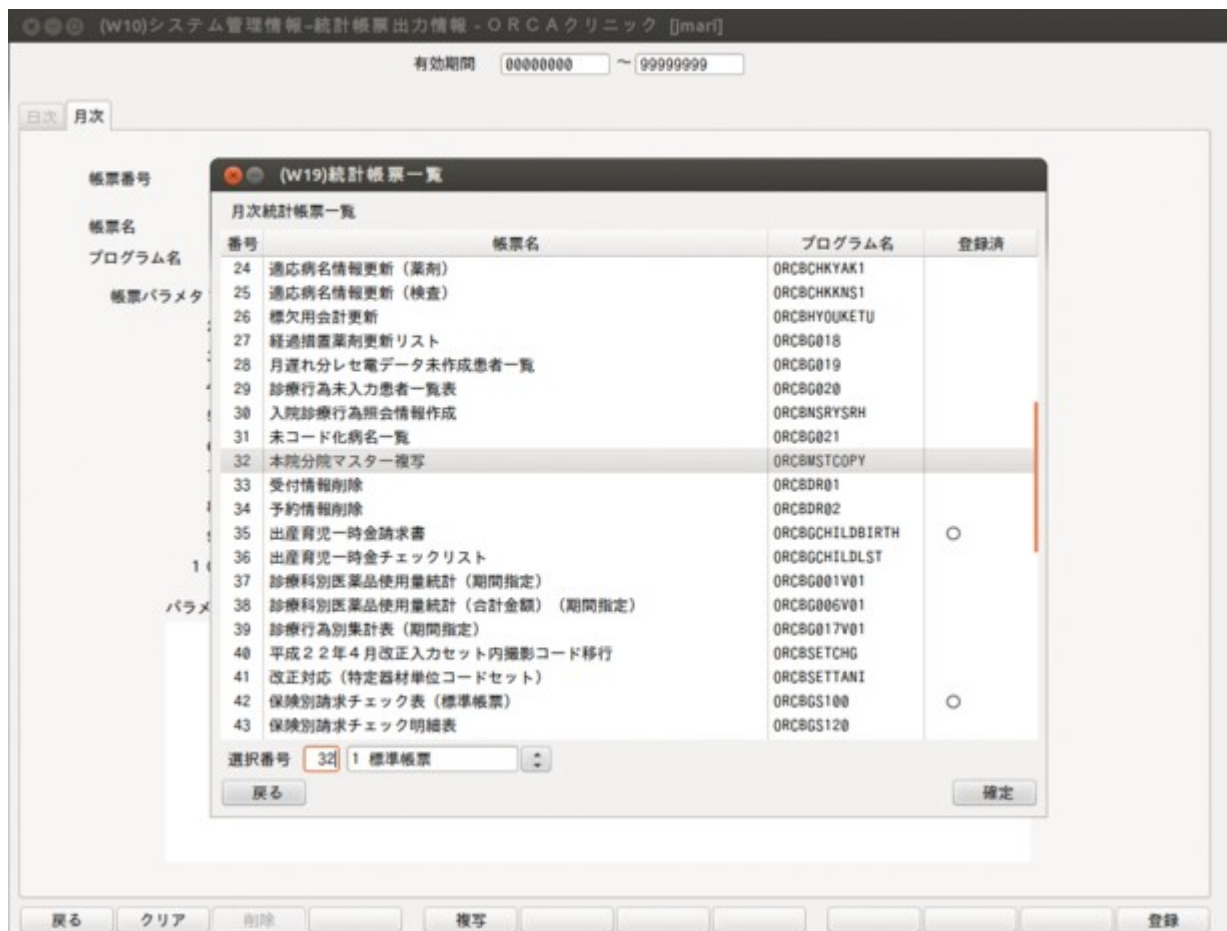 (W10)システム管理情報-統計帳票出力情報-ORCAクリニック [jmari]
有効期間 00000000 ～ 99999999
日次 月次
帳票番号
帳票名
プログラム名
帳票パラメタ
1
パラメ
(W19)統計帳票一覧
月次統計帳票一覧
番号 帳票名 プログラム名 登録済
24 適応病名情報更新（薬剤） ORCBCHKYAK1
25 適応病名情報更新（検査） ORCBCHKKNS1
26 標欠用会計更新 ORCBHYOUKETU
27 経過措置薬剤更新リスト ORCBG018
28 月遅れ分レセ電データ未作成患者一覧 ORCBG019
29 診療行為未入力患者一覧表 ORCBG020
30 入院診療行為照会情報作成 ORCBNSRYSRH
31 未コード化病名一覧 ORCBG021
32 本院分院マスター複写 ORCBMSTCOPY
33 受付情報削除 ORCBDR01
34 予約情報削除 ORCBDR02
35 出産育児一時金請求書 ORCBGCHILDBIRTH ○
36 出産育児一時金チェックリスト ORCBGCHILDLST
37 診療科別医薬品使用量統計（期間指定） ORCBG001V01
38 診療科別医薬品使用量統計（合計金額）（期間指定） ORCBG006V01
39 診療行為別集計表（期間指定） ORCBG017V01
40 平成２２年４月改正入力セット内撮影コード移行 ORCBSETCHG
41 改正対応（特定器材単位コードセット） ORCBSETTANI
42 保険別請求チェック表（標準帳票） ORCBGS100 ○
43 保険別請求チェック明細表 ORCBGS120
選択番号 32 1 標準帳票
戻る 確定
戻る クリア 削除 複写 登録